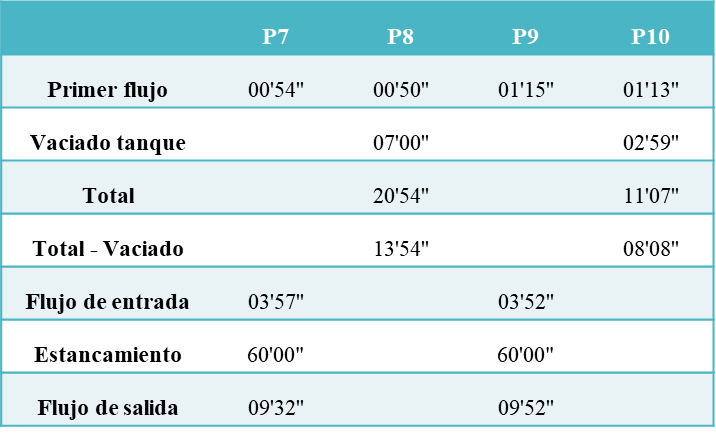 P7 P8 P9 P10
Primer flujo 00'54" 00'50" 01'15" 01'13"
Vaciado tanque 07'00" 02'59"
Total 20'54" 11'07"
Total - Vaciado 13'54" 08'08"
Flujo de entrada 03'57" 03'52"
Estancamiento 60'00" 60'00"
Flujo de salida 09'32" 09'52"